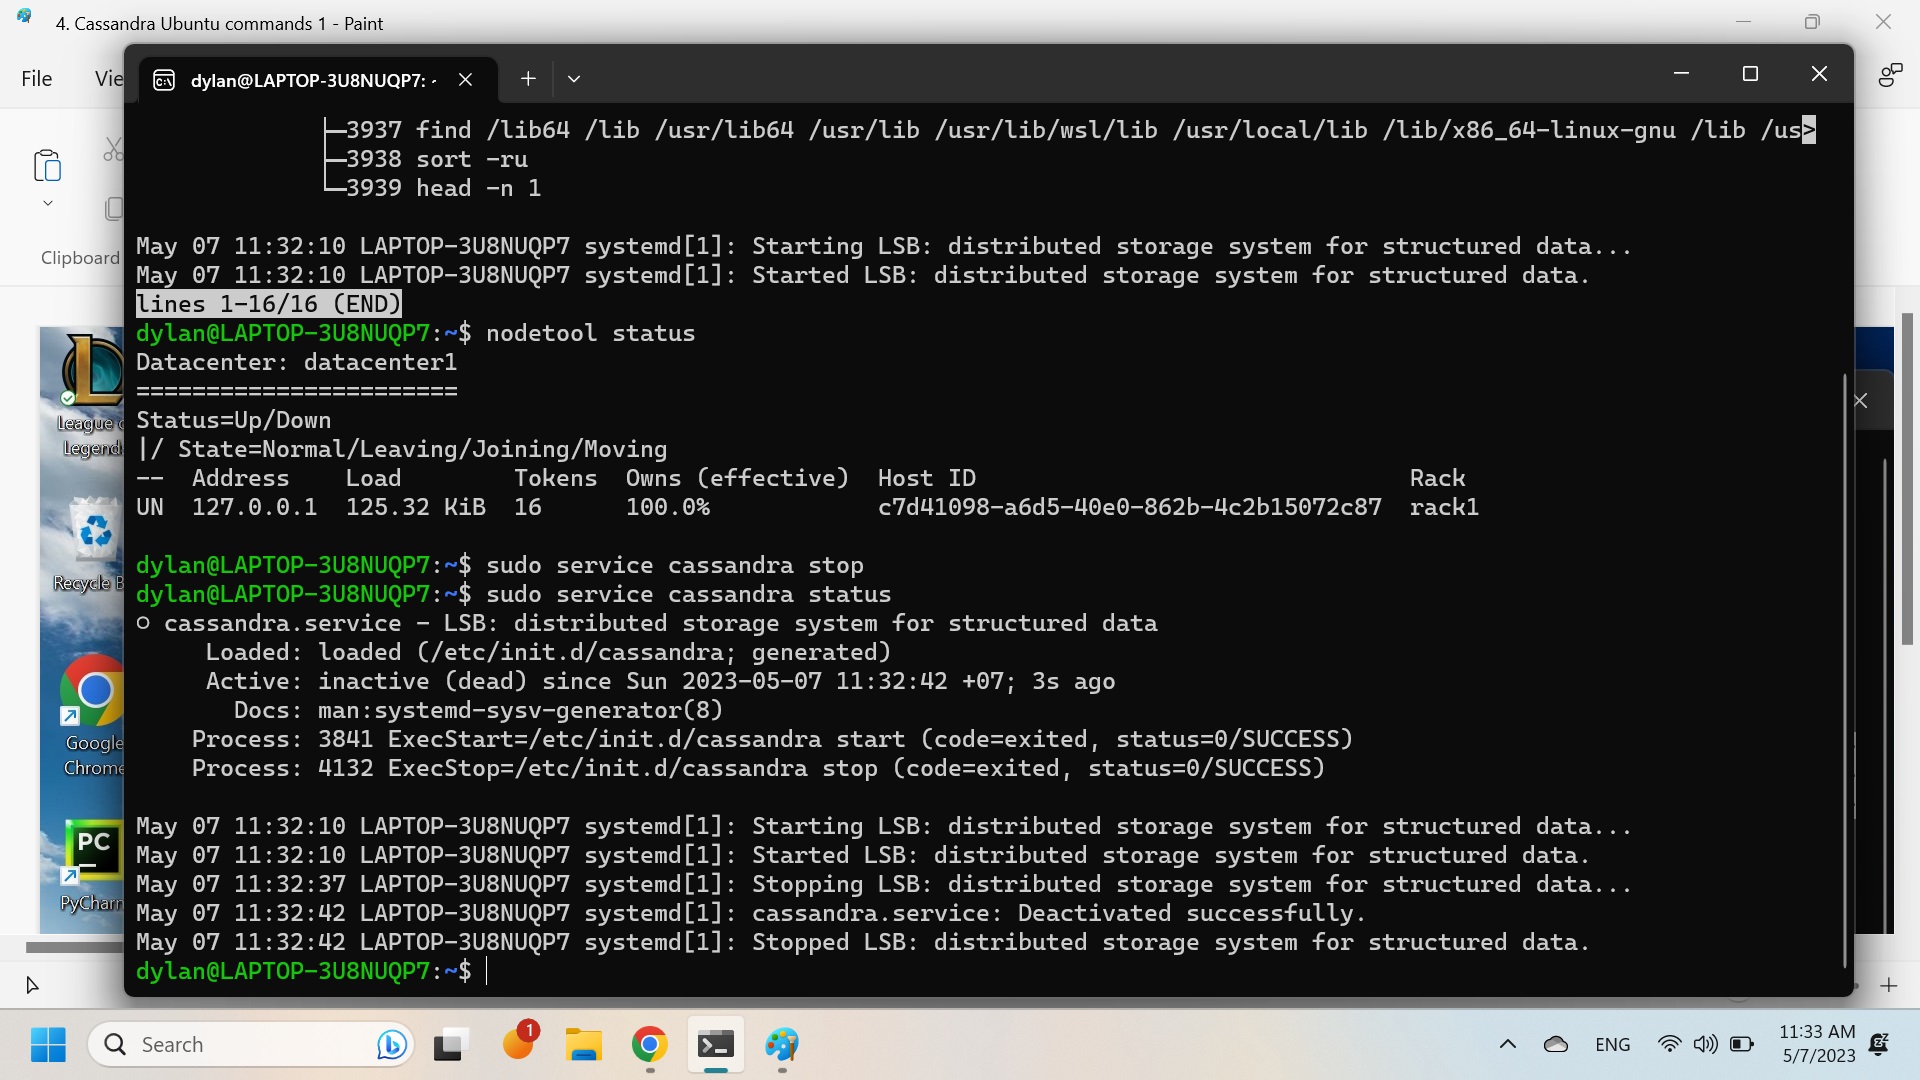 4. Cassandra Ubuntu commands 1 - Paint
File
Vie
Clipboard
dylan@LAPTOP-3U8NUQP7: -
├─3937 find /lib64 /lib /usr/lib64 /usr/lib /usr/lib/wsl/lib /usr/local/lib /lib/x86_64-linux-gnu /lib /us>
├─3938 sort -ru
└─3939 head -n 1
May 07 11:32:10 LAPTOP-3U8NUQP7 systemd[1]: Starting LSB: distributed storage system for structured data...
May 07 11:32:10 LAPTOP-3U8NUQP7 systemd[1]: Started LSB: distributed storage system for structured data.
lines 1-16/16 (END)
dylan@LAPTOP-3U8NUQP7:~$ nodetool status
Datacenter: datacenter1
=======================
Status=Up/Down
|/ State=Normal/Leaving/Joining/Moving
-- Address Load Tokens Owns (effective) Host ID Rack
UN 127.0.0.1 125.32 KiB 16 100.0% c7d41098-a6d5-40e0-862b-4c2b15072c87 rack1
dylan@LAPTOP-3U8NUQP7:~$ sudo service cassandra stop
dylan@LAPTOP-3U8NUQP7:~$ sudo service cassandra status
○ cassandra.service - LSB: distributed storage system for structured data
Loaded: loaded (/etc/init.d/cassandra; generated)
Active: inactive (dead) since Sun 2023-05-07 11:32:42 +07; 3s ago
Docs: man:systemd-sysv-generator(8)
Process: 3841 ExecStart=/etc/init.d/cassandra start (code=exited, status=0/SUCCESS)
Process: 4132 ExecStop=/etc/init.d/cassandra stop (code=exited, status=0/SUCCESS)
May 07 11:32:10 LAPTOP-3U8NUQP7 systemd[1]: Starting LSB: distributed storage system for structured data...
May 07 11:32:10 LAPTOP-3U8NUQP7 systemd[1]: Started LSB: distributed storage system for structured data.
May 07 11:32:37 LAPTOP-3U8NUQP7 systemd[1]: Stopping LSB: distributed storage system for structured data...
May 07 11:32:42 LAPTOP-3U8NUQP7 systemd[1]: cassandra.service: Deactivated successfully.
May 07 11:32:42 LAPTOP-3U8NUQP7 systemd[1]: Stopped LSB: distributed storage system for structured data.
dylan@LAPTOP-3U8NUQP7:~$
League
Legend
Recycle B
Google
Chrome
PC
PyChar
Search
1
ENG
11:33 AM
5/7/2023